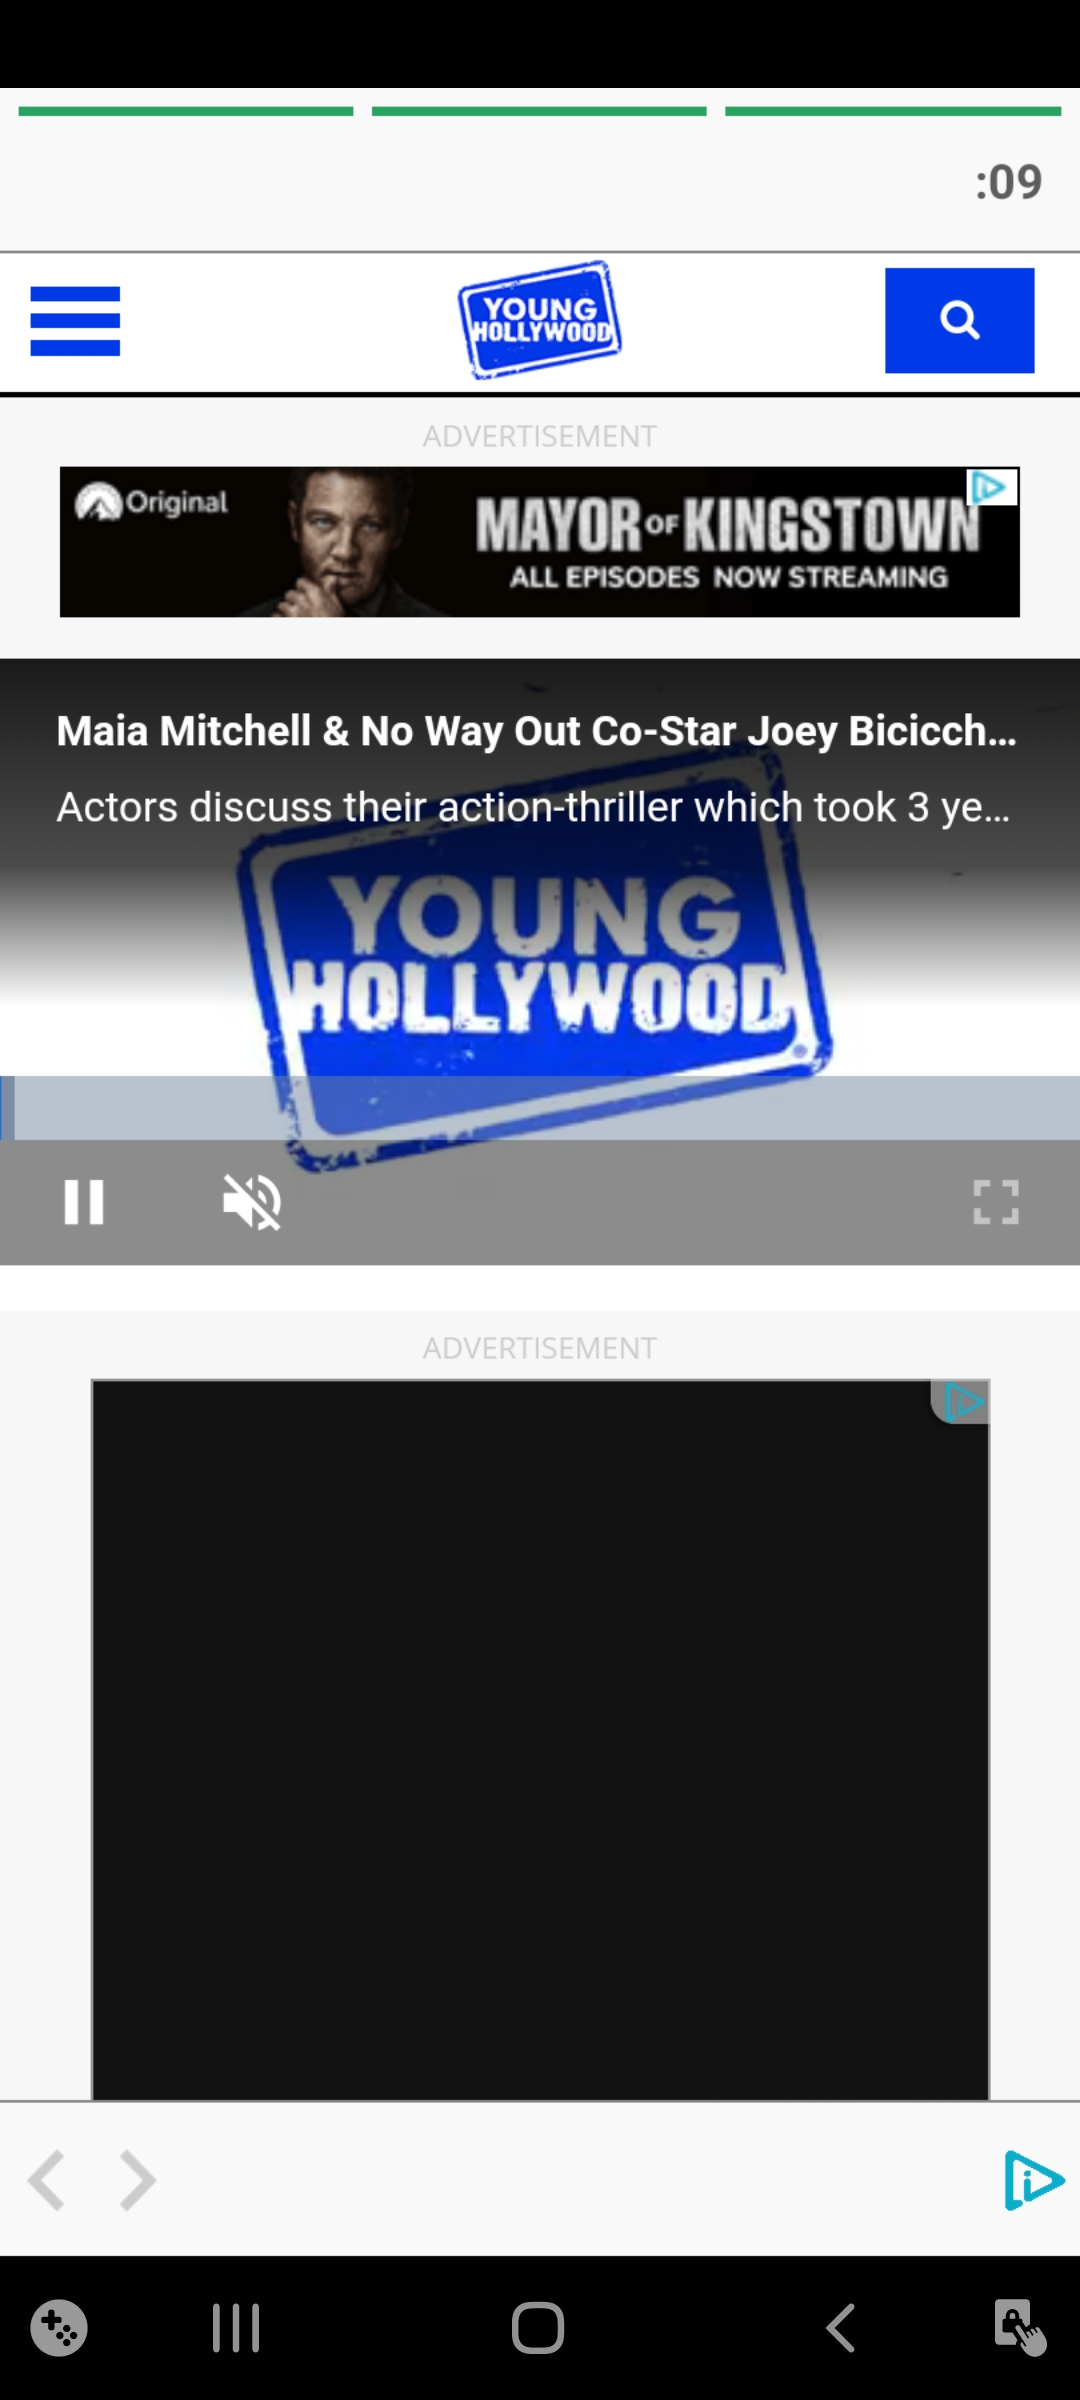 :09
YOUNG
HOLLYWOOD
ADVERTISEMENT
Original
MAYOR OF KINGSTOWN
ALL EPISODES NOW STREAMING
Maia Mitchell & No Way Out Co-Star Joey Bicicch...
Actors discuss their action-thriller which took 3 ye...
YOUNG
HOLLYWOOD
ADVERTISEMENT